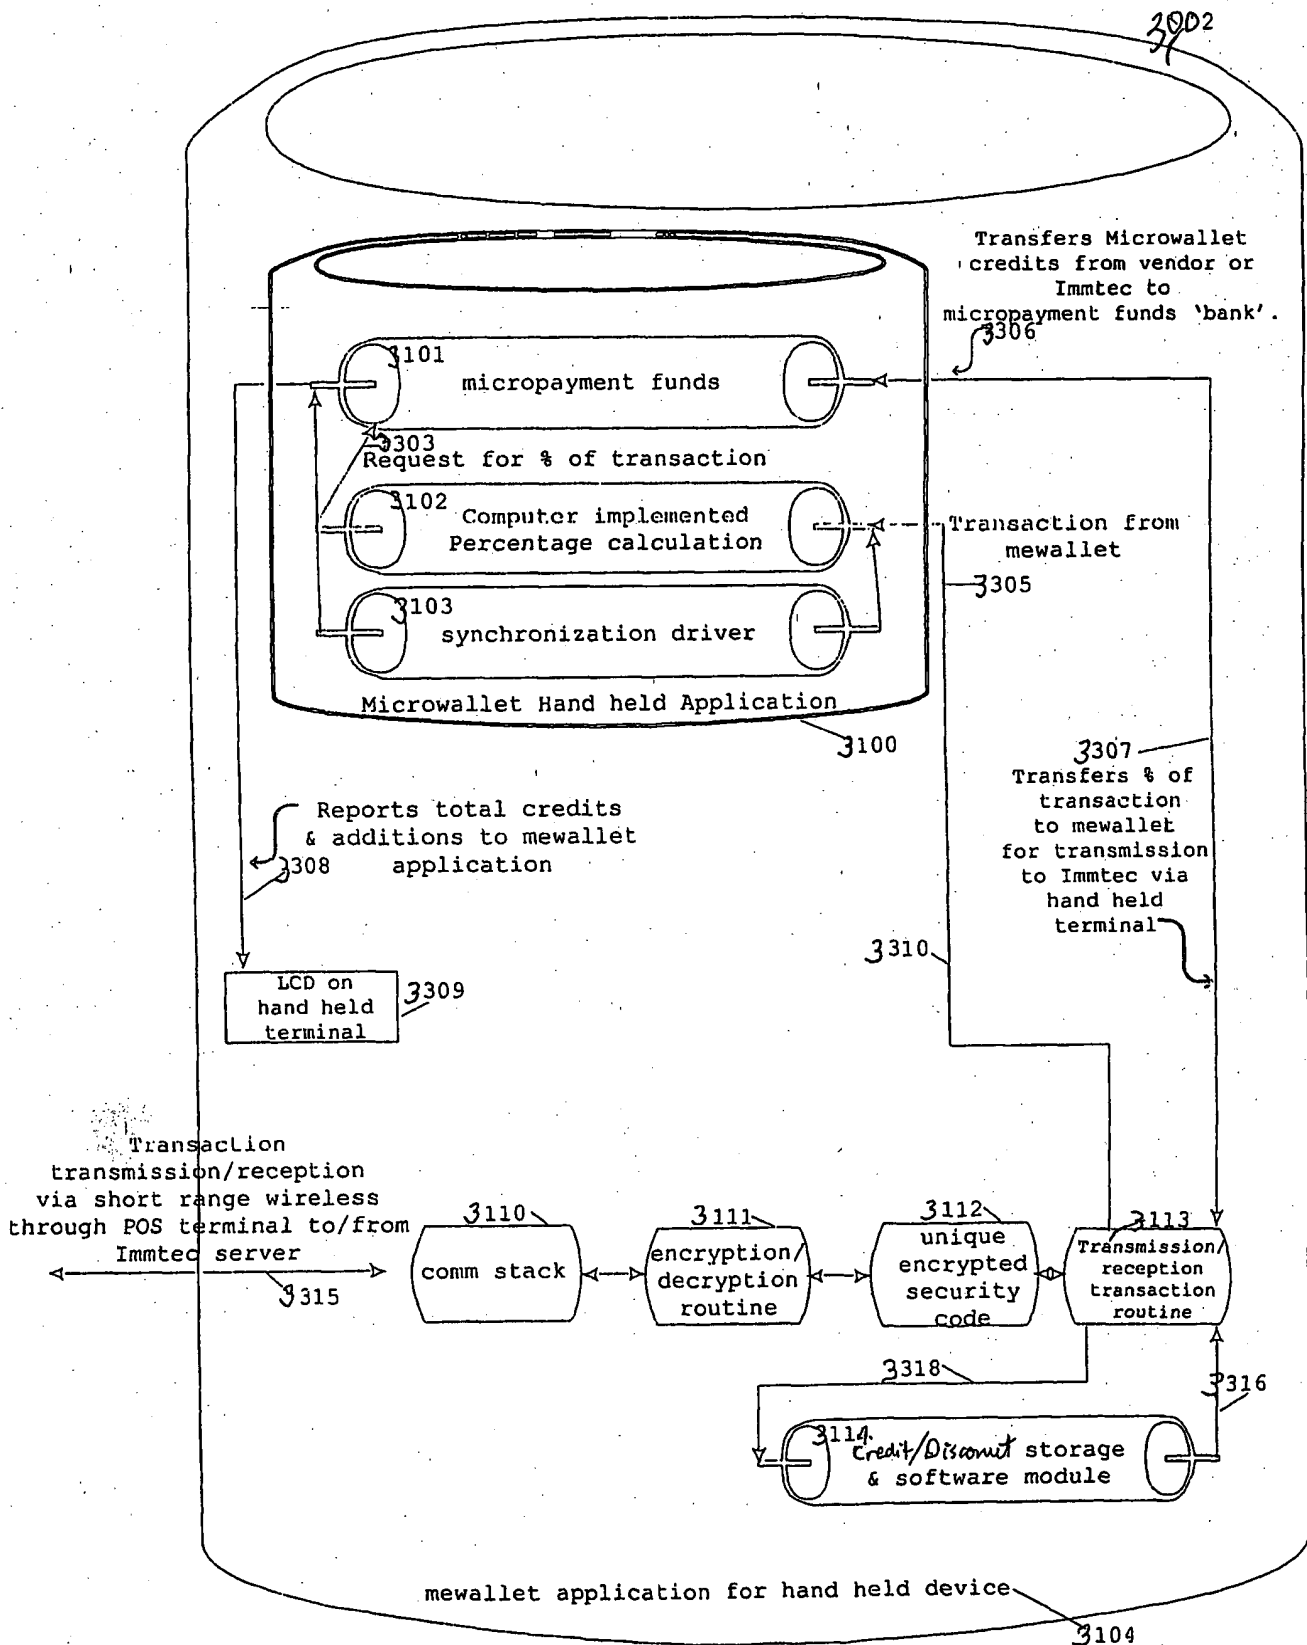 3002
Transfers Microwallet
credits from vendor or
Immtec to
micropayment funds 'bank'.
3306
3101
micropayment funds
3303
Request for % of transaction
3102
Computer implemented
Percentage calculation
Transaction from
mewallet
3305
3103
synchronization driver
Microwallet Hand held Application
3100
3307
Transfers % of
transaction
to mewallet
for transmission
to Immtec via
hand held
terminal
Reports total credits
& additions to mewallet
application
3308
3310
LCD on
hand held
terminal
3309
Transaction
transmission/reception
via short range wireless
through POS terminal to/from
Immtec server
3315
3110
comm stack
3111
encryption/
decryption
routine
3112
unique
encrypted
security
code
3113
Transmission/
reception
transaction
routine
3318
3316
3114.
Credit/Discount storage
& software module
mewallet application for hand held device
3104